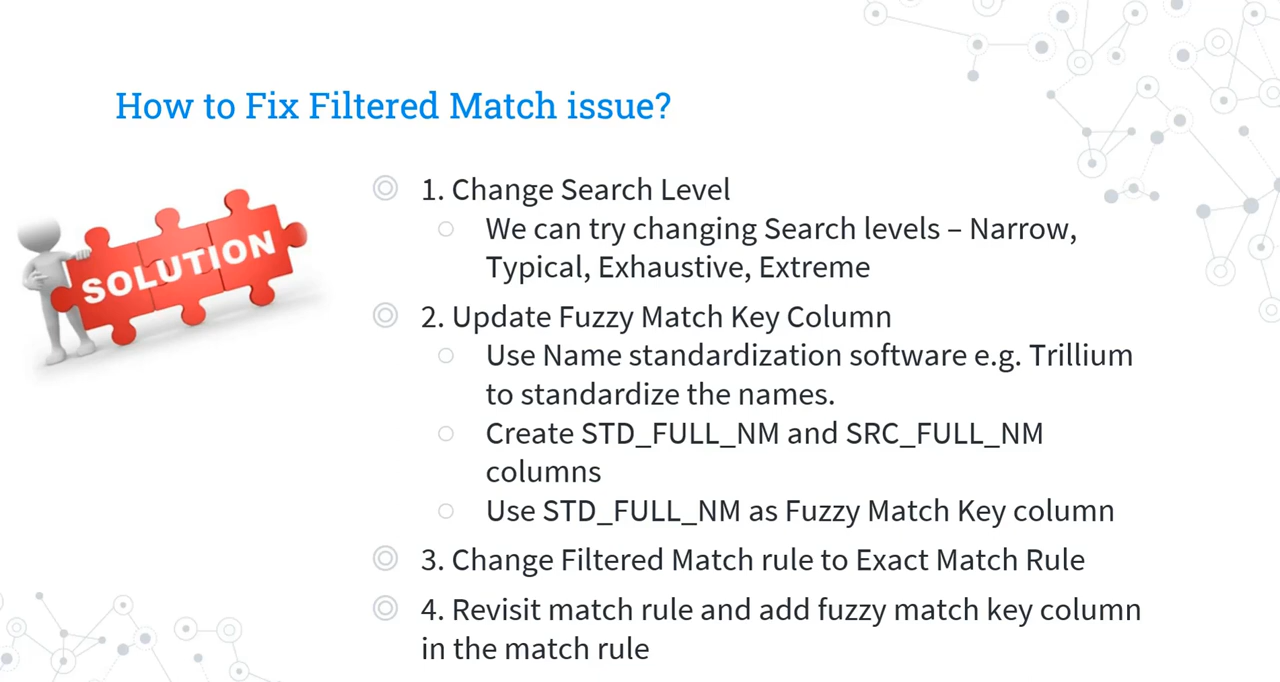 How to Fix Filtered Match issue?
SOLUTION
1. Change Search Level
We can try changing Search levels – Narrow,
Typical, Exhaustive, Extreme
2. Update Fuzzy Match Key Column
Use Name standardization software e.g. Trillium
to standardize the names.
Create STD_FULL_NM and SRC_FULL_NM
columns
Use STD_FULL_NM as Fuzzy Match Key column
3. Change Filtered Match rule to Exact Match Rule
4. Revisit match rule and add fuzzy match key column
in the match rule